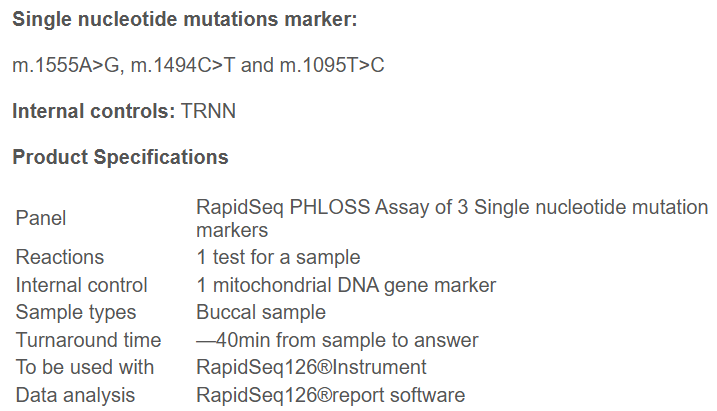 Single nucleotide mutations marker:
m.1555A>G, m.1494C>T and m.1095T>C
Internal controls: TRNN
Product Specifications
Panel RapidSeq PHLOSS Assay of 3 Single nucleotide mutation
markers
Reactions 1 test for a sample
Internal control 1 mitochondrial DNA gene marker
Sample types Buccal sample
Turnaround time —40min from sample to answer
To be used with RapidSeq126®Instrument
Data analysis RapidSeq126®report software